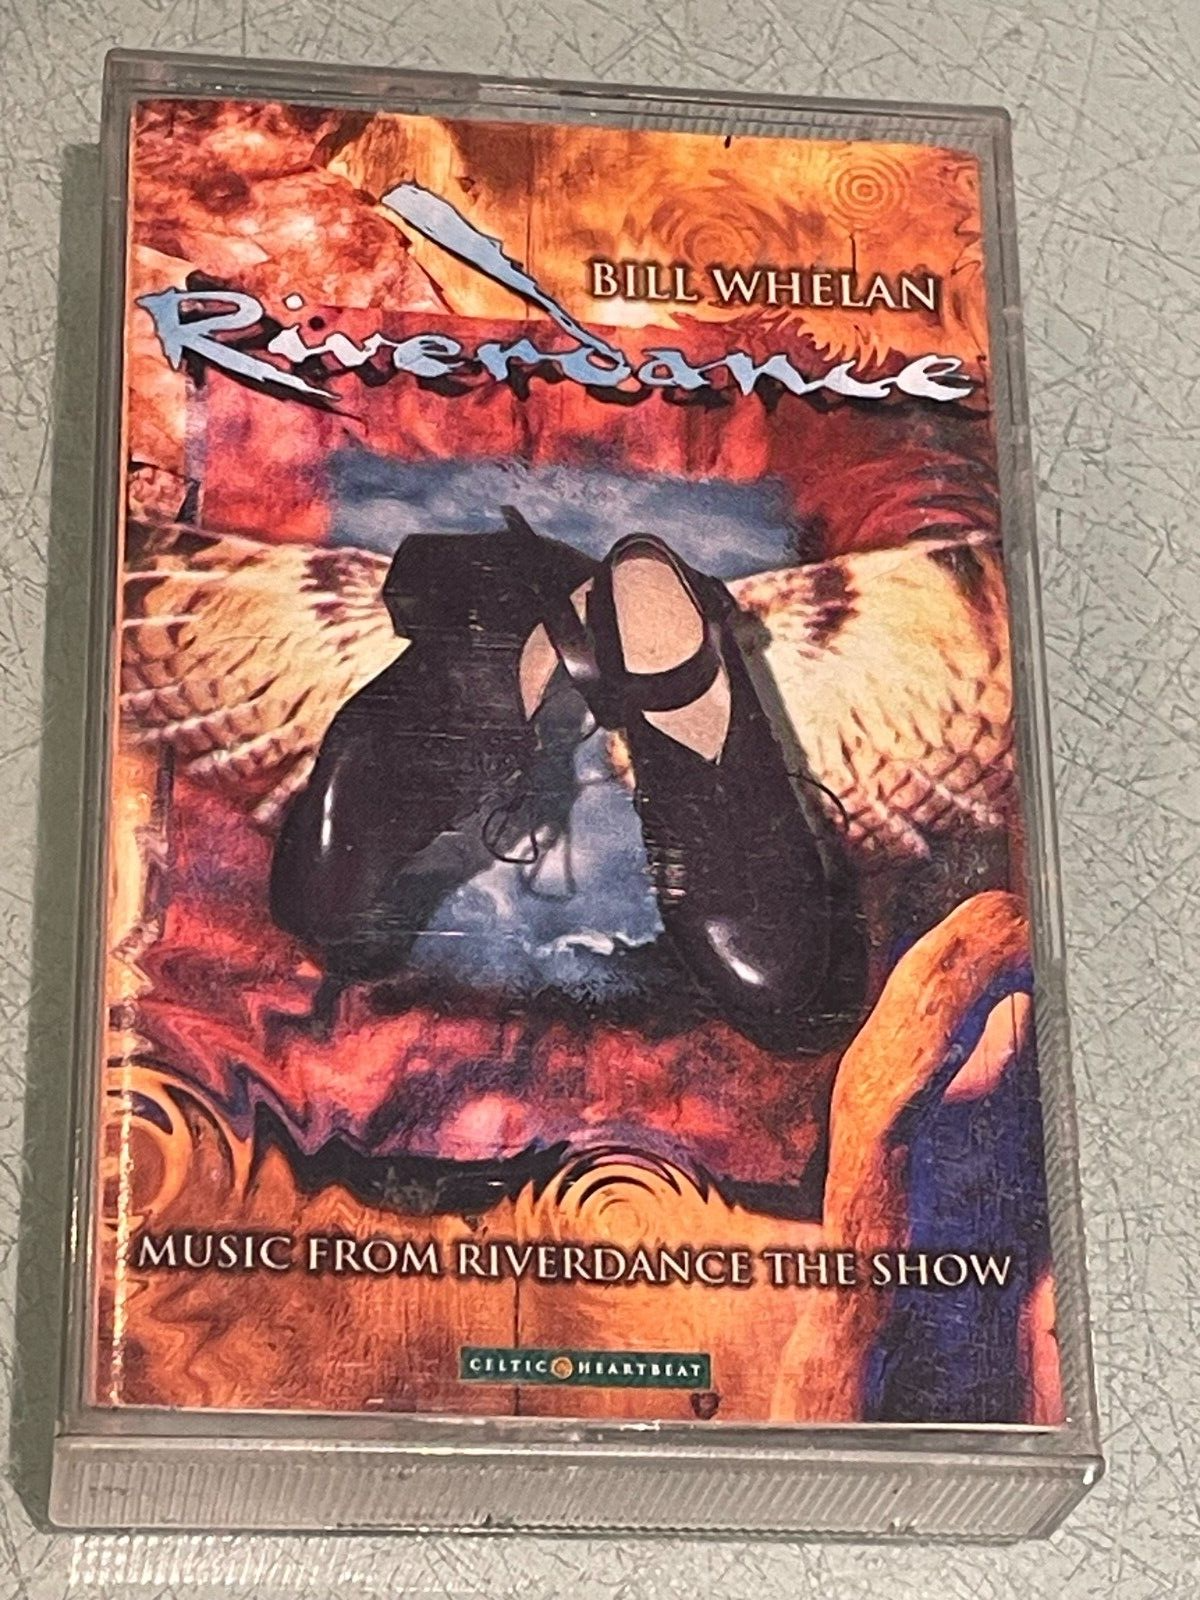 BILL WHELAN
Riverdance
MUSIC FROM RIVERDANCE THE SHOW
CELTIC HEARTBEAT